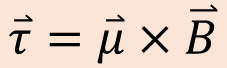 τ⃗ = μ⃗ × B⃗